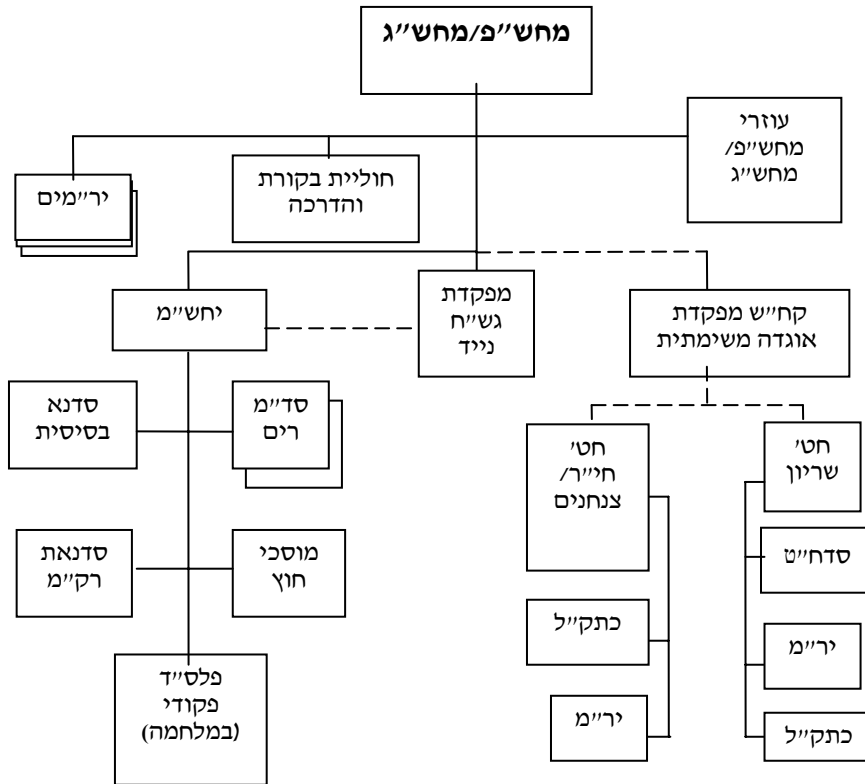 מחש״פ/מחש״ג
עוזרי
מחש״פ/
מחש״ג
חוליית בקורת
והדרכה
יר״מים
קח״ש מפקדת
אוגדה משימתית
מפקדת
גש״ח
נייד
יחש״מ
סד״מ
רים
סדנא
בסיסית
מוסכי
חוץ
סדנאת
רק״מ
פלס״ד
פקודי
(במלחמה)
חט׳
שריון
סדח״ט
יר״מ
כתק״ל
חט׳
חי״ר/
צנחנים
כתק״ל
יר״מ